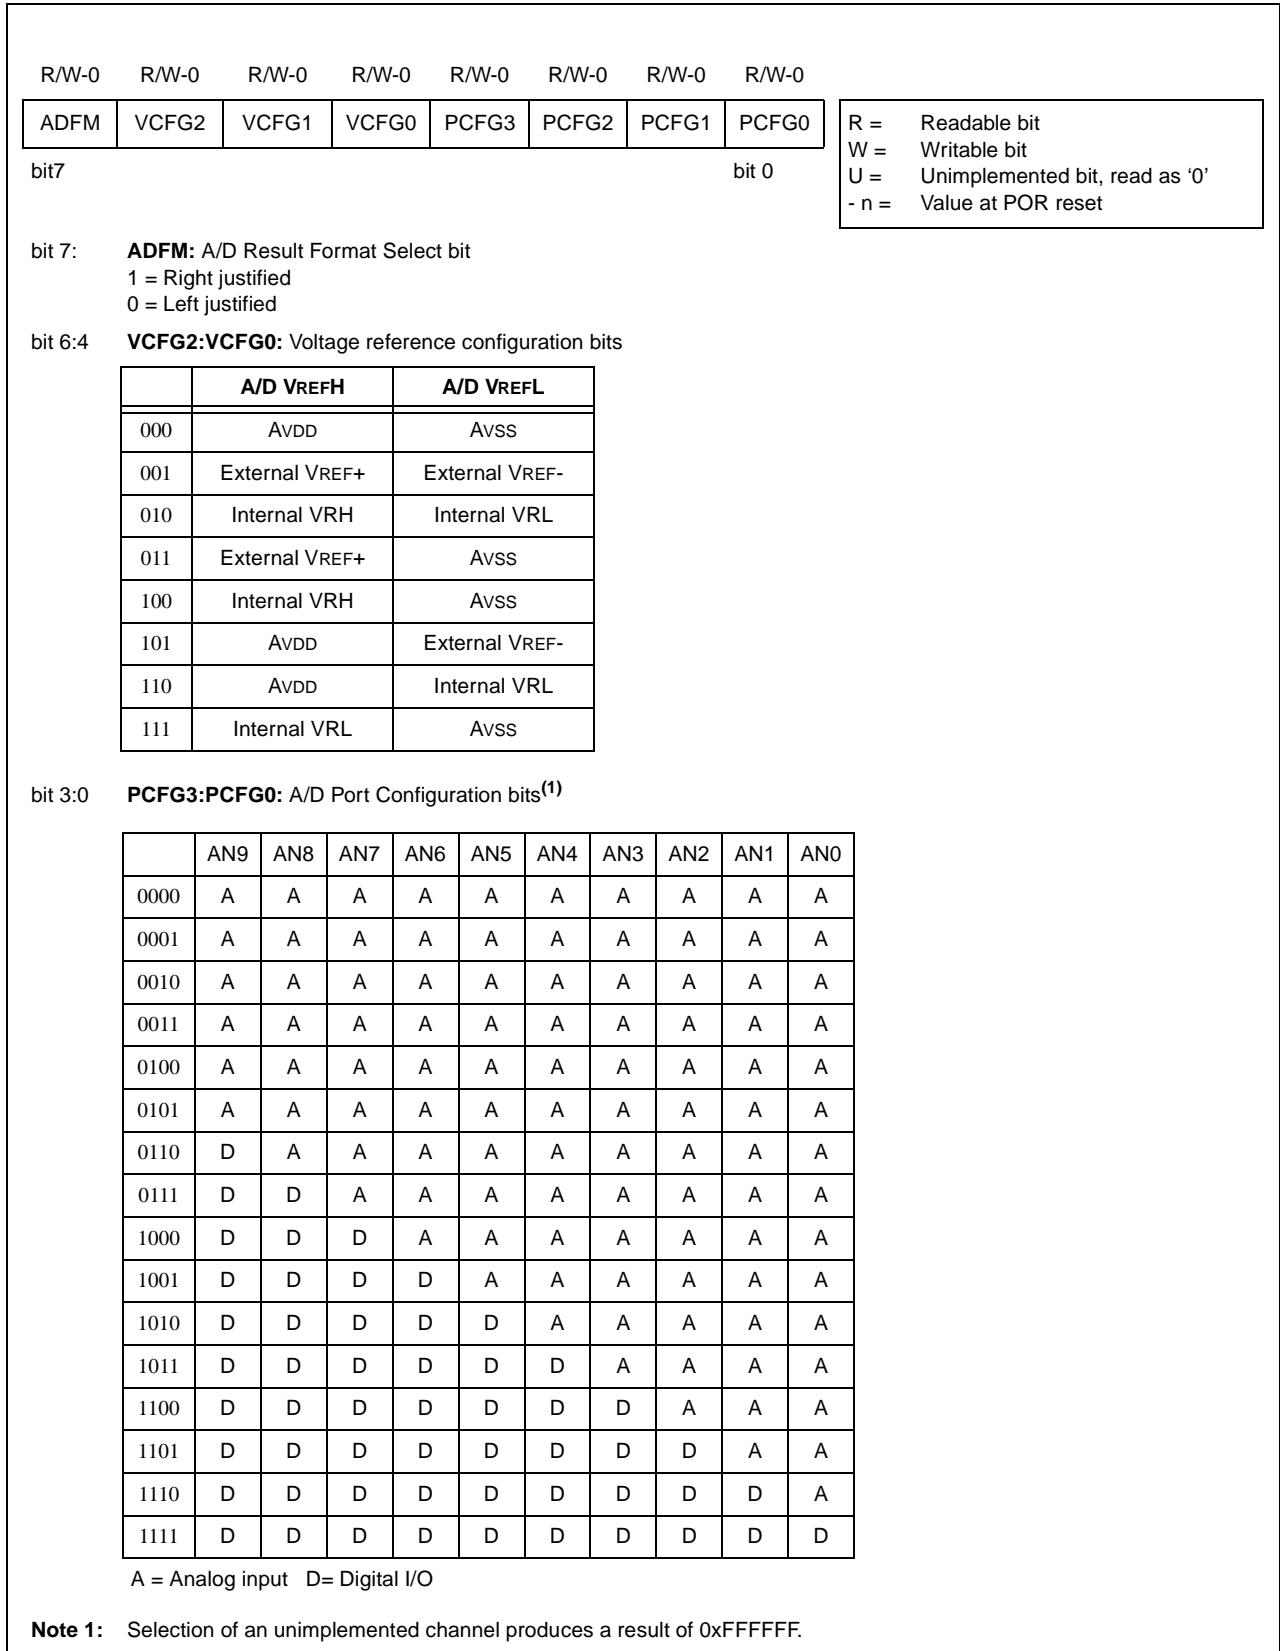 R/W-0 R/W-0 R/W-0 R/W-0 R/W-0 R/W-0 R/W-0 R/W-0
ADFM VCFG2 VCFG1 VCFG0 PCFG3 PCFG2 PCFG1 PCFG0
bit7 bit 0
R = Readable bit
W = Writable bit
U = Unimplemented bit, read as ‘0’
- n = Value at POR reset
bit 7: ADFM: A/D Result Format Select bit
1 = Right justified
0 = Left justified
bit 6:4 VCFG2:VCFG0: Voltage reference configuration bits
A/D VREFH A/D VREFL
000 AVDD AVSS
001 External VREF+ External VREF-
010 Internal VRH Internal VRL
011 External VREF+ AVSS
100 Internal VRH AVSS
101 AVDD External VREF-
110 AVDD Internal VRL
111 Internal VRL AVSS
bit 3:0 PCFG3:PCFG0: A/D Port Configuration bits(1)
AN9 AN8 AN7 AN6 AN5 AN4 AN3 AN2 AN1 AN0
0000 A A A A A A A A A A
0001 A A A A A A A A A A
0010 A A A A A A A A A A
0011 A A A A A A A A A A
0100 A A A A A A A A A A
0101 A A A A A A A A A A
0110 D A A A A A A A A A
0111 D D A A A A A A A A
1000 D D D A A A A A A A
1001 D D D D A A A A A A
1010 D D D D D A A A A A
1011 D D D D D D A A A A
1100 D D D D D D D A A A
1101 D D D D D D D D A A
1110 D D D D D D D D D A
1111 D D D D D D D D D D
A = Analog input D= Digital I/O
Note 1: Selection of an unimplemented channel produces a result of 0xFFFFFF.